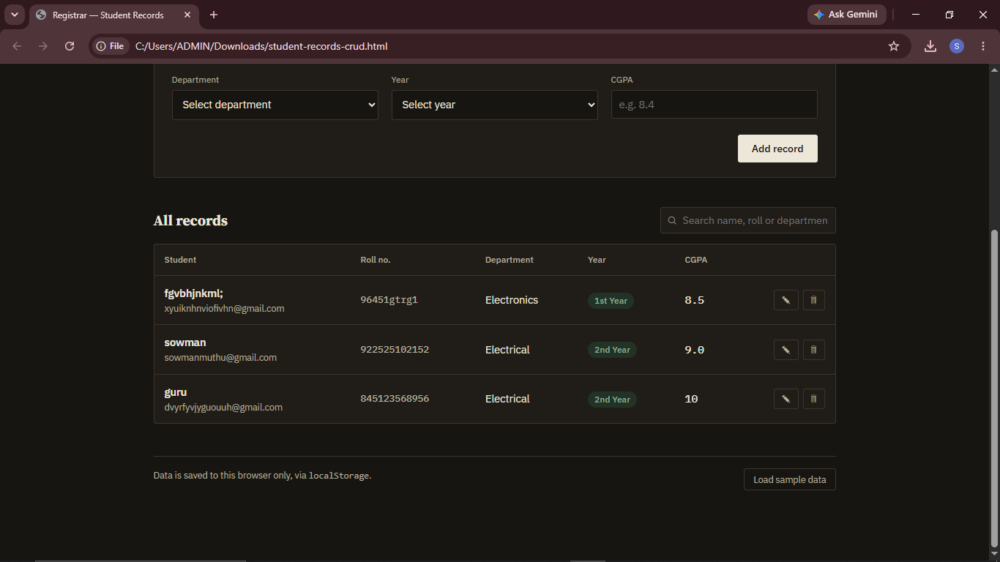 Registrar — Student Records
Ask Gemini
File C:/Users/ADMIN/Downloads/student-records-crud.html
S
Department Year CGPA
Select department Select year e.g. 8.4
Add record
All records
Search name, roll or departmen
Student Roll no. Department Year CGPA
fgvbhjnkml;
xyuiknhnviofivhn@gmail.com
96451gtrg1 Electronics 1st Year 8.5
sowman
sowmanmuthu@gmail.com
922525102152 Electrical 2nd Year 9.0
guru
dvyrfyvjyguouuh@gmail.com
845123568956 Electrical 2nd Year 10
Data is saved to this browser only, via localStorage.
Load sample data